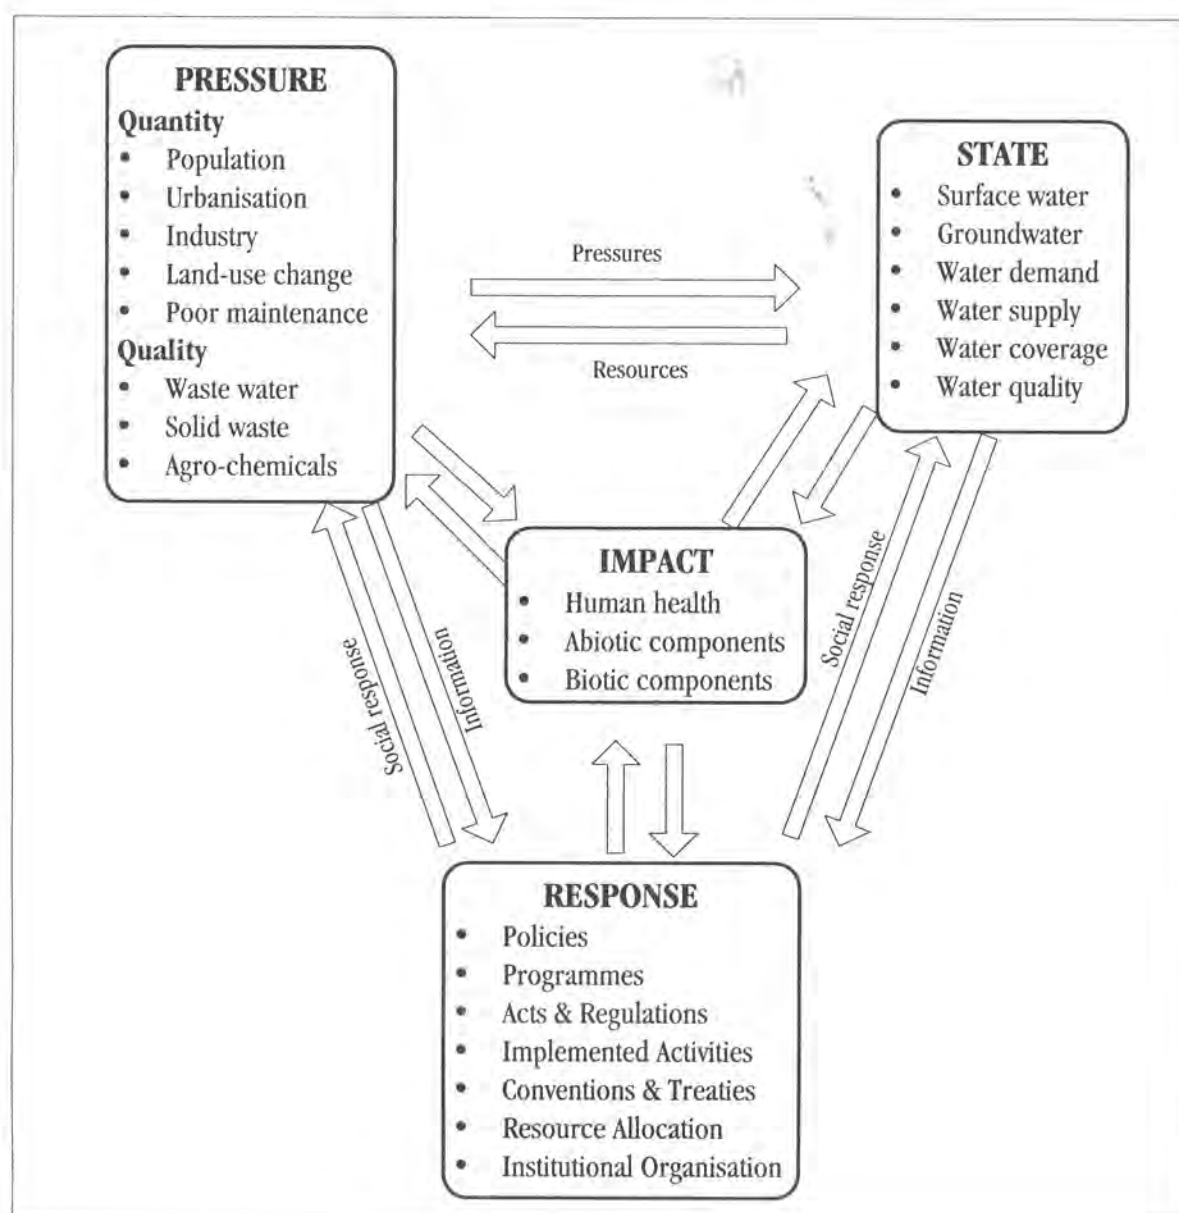 PRESSURE
Quantity
• Population
• Urbanisation
• Industry
• Land-use change
• Poor maintenance
Quality
• Waste water
• Solid waste
• Agro-chemicals
STATE
• Surface water
• Groundwater
• Water demand
• Water supply
• Water coverage
• Water quality
Pressures
Resources
IMPACT
• Human health
• Abiotic components
• Biotic components
Social response
Information
Social response
Information
RESPONSE
• Policies
• Programmes
• Acts & Regulations
• Implemented Activities
• Conventions & Treaties
• Resource Allocation
• Institutional Organisation